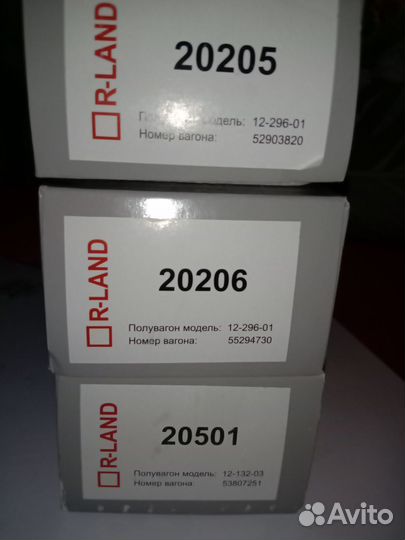 R-LAND
20205
Полувагон модель: 12-296-01
Номер вагона: 52903820
R-LAND
20206
Полувагон модель: 12-296-01
Номер вагона: 55294730
R-LAND
20501
Полувагон модель: 12-132-03
Номер вагона: 53807251
Avito